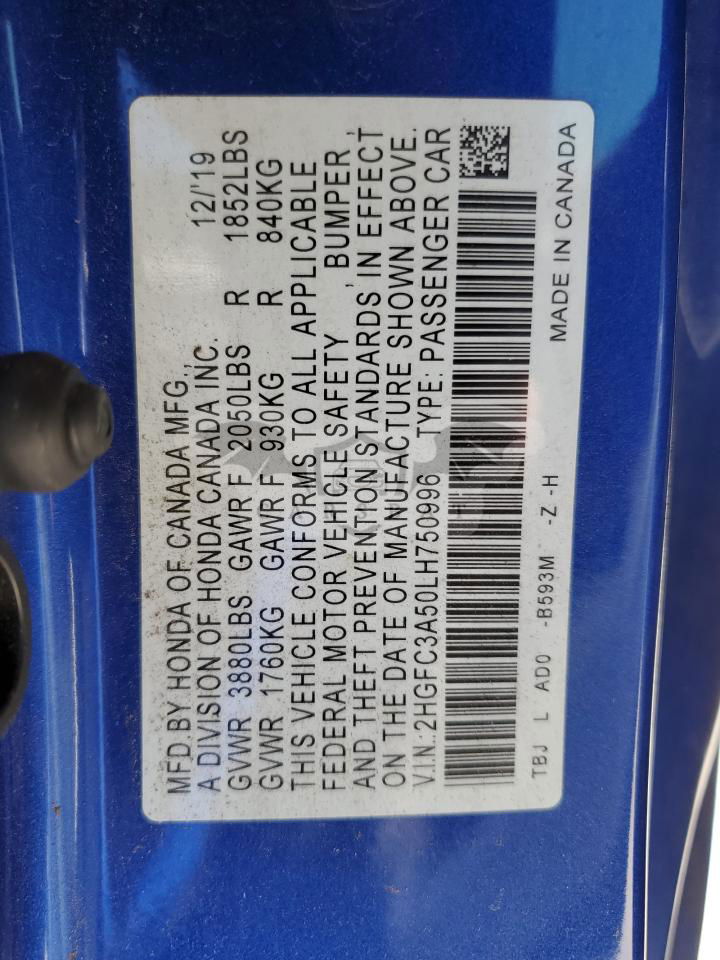 MFD.BY HONDA OF CANADA MFG., 12/'19
A DIVISION OF HONDA CANADA INC.
GVWR 3880LBS GAWR F 2050LBS R 1852LBS
GVWR 1760KG GAWR F 930KG R 840KG
THIS VEHICLE CONFORMS TO ALL APPLICABLE
FEDERAL MOTOR VEHICLE SAFETY , BUMPER,
AND THEFT PREVENTION STANDARDS, IN EFFECT
ON THE DATE OF MANUFACTURE SHOWN ABOVE.
V.I.N.:2HGFC3A50LH750996 TYPE: PASSENGER CAR
TBJ L AD0 -B593M -Z -H
MADE IN CANADA